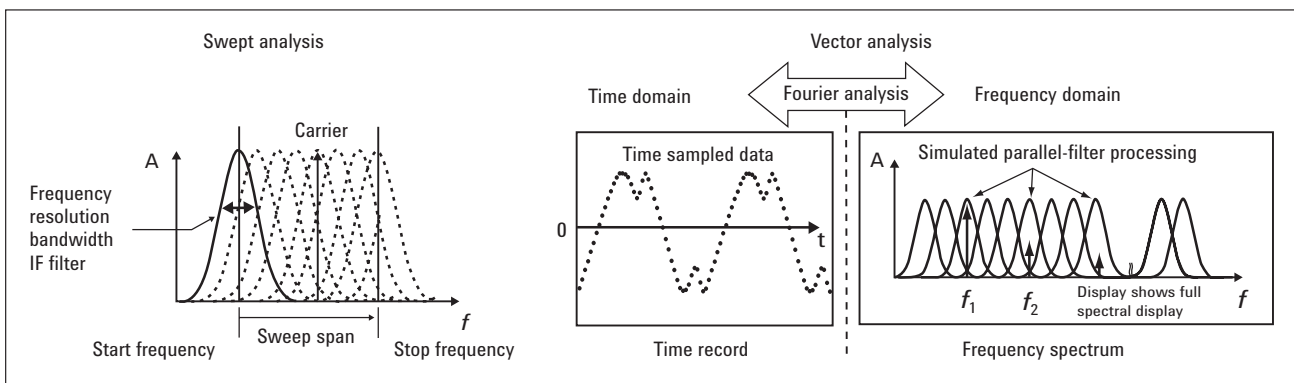 Swept analysis
A
Carrier
Frequency
resolution
bandwidth
IF filter
f
Sweep span
Start frequency
Stop frequency
Vector analysis
Fourier analysis
Time domain
Frequency domain
Time sampled data
0
t
Time record
A
Simulated parallel-filter processing
f1
f2
Display shows full
spectral display
f
Frequency spectrum